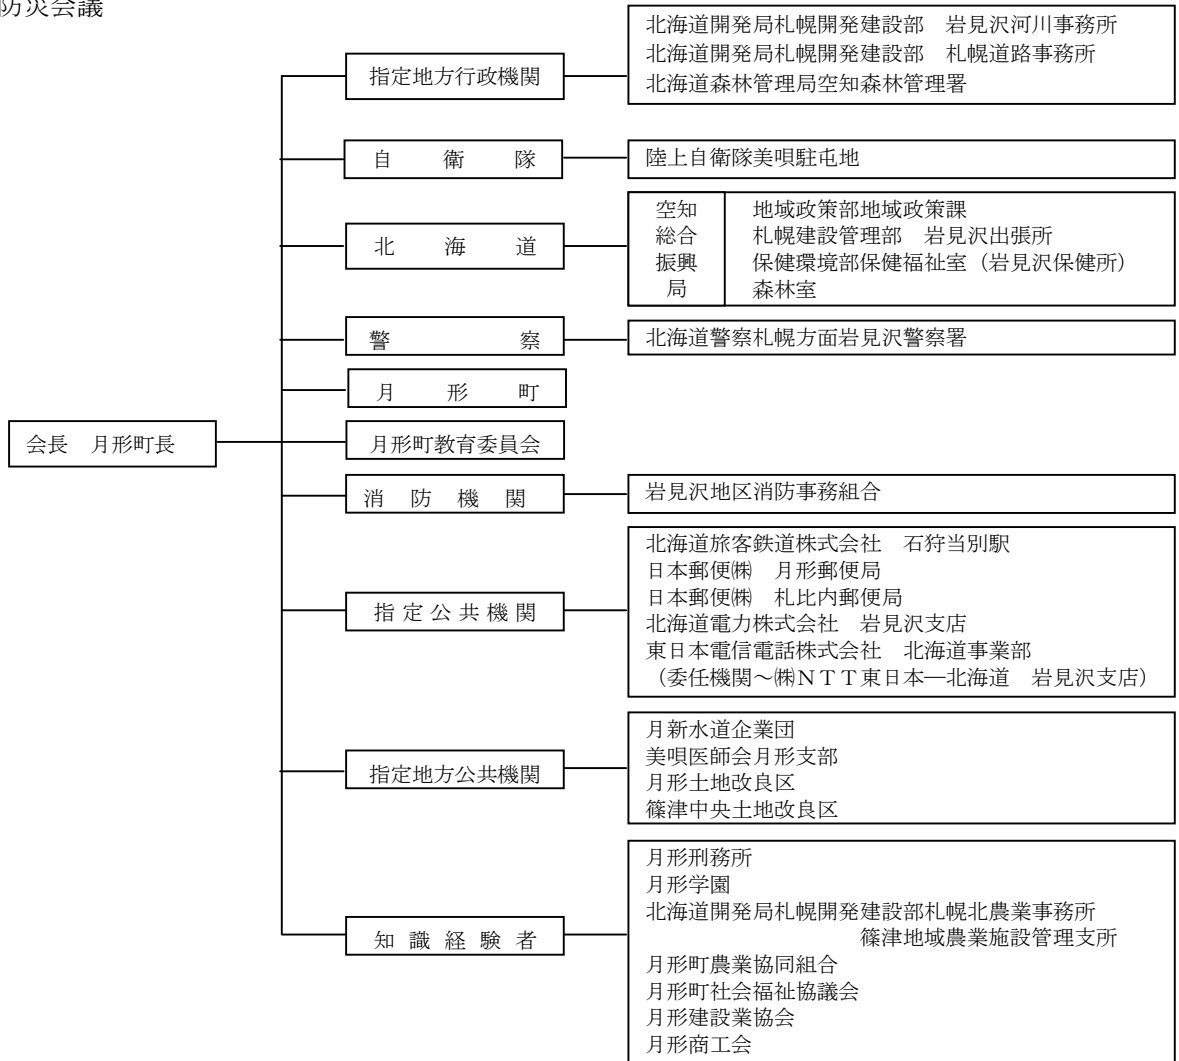 防災会議
会長　月形町長
指定地方行政機関
北海道開発局札幌開発建設部　岩見沢河川事務所
北海道開発局札幌開発建設部　札幌道路事務所
北海道森林管理局空知森林管理署
自　衛　隊
陸上自衛隊美唄駐屯地
北　海　道
空知
総合
振興
局
地域政策部地域政策課
札幌建設管理部　岩見沢出張所
保健環境部保健福祉室（岩見沢保健所）
森林室
警　察
北海道警察札幌方面岩見沢警察署
月　形　町
月形町教育委員会
消　防　機　関
岩見沢地区消防事務組合
指定公共機関
北海道旅客鉄道株式会社　石狩当別駅
日本郵便㈱　月形郵便局
日本郵便㈱　札比内郵便局
北海道電力株式会社　岩見沢支店
東日本電信電話株式会社　北海道事業部
（委任機関～㈱ＮＴＴ東日本―北海道　岩見沢支店）
指定地方公共機関
月新水道企業団
美唄医師会月形支部
月形土地改良区
篠津中央土地改良区
知識経験者
月形刑務所
月形学園
北海道開発局札幌開発建設部札幌北農業事務所
篠津地域農業施設管理支所
月形町農業協同組合
月形町社会福祉協議会
月形建設業協会
月形商工会